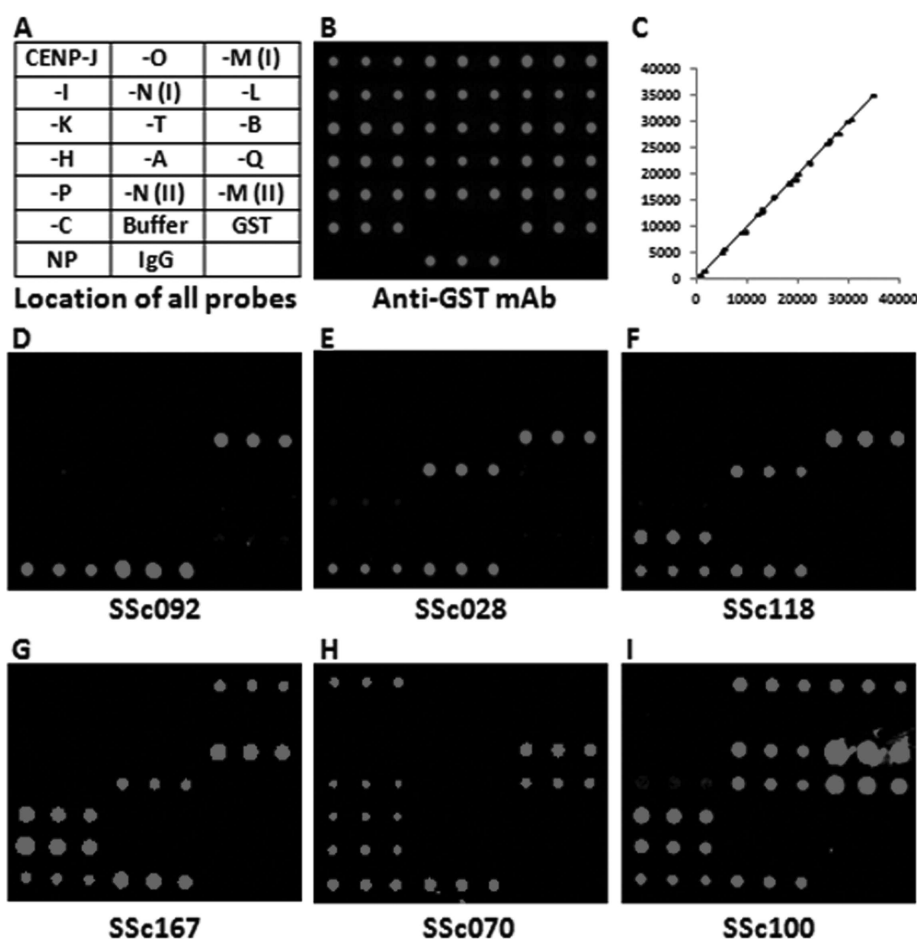 A
CENP-J -O -M (I)
-I -N (I) -L
-K -T -B
-H -A -Q
-P -N (II) -M (II)
-C Buffer GST
NP IgG
Location of all probes
B
Anti-GST mAb
C
40000
35000
30000
25000
20000
15000
10000
5000
0
0 10000 20000 30000 40000
D
SSc092
E
SSc028
F
SSc118
G
SSc167
H
SSc070
I
SSc100